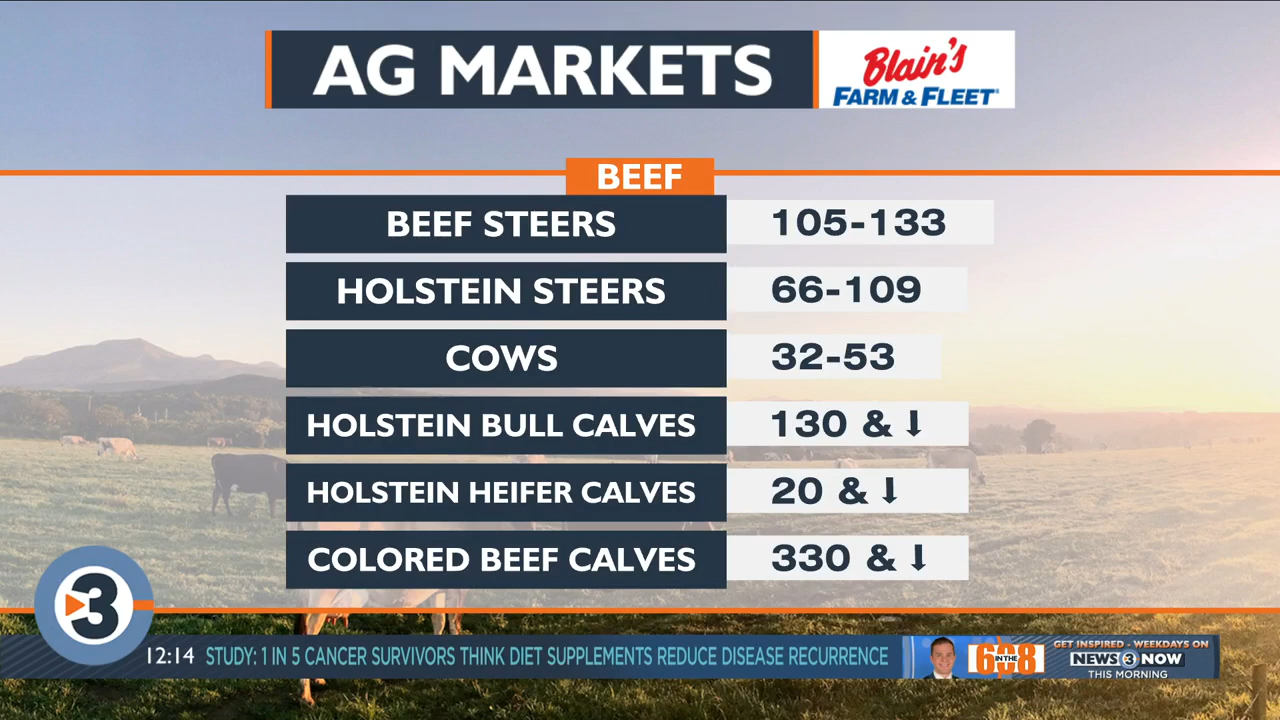 AG MARKETS
Blain's
FARM & FLEET
BEEF
BEEF STEERS 105-133
HOLSTEIN STEERS 66-109
COWS 32-53
HOLSTEIN BULL CALVES 130 & ⬇
HOLSTEIN HEIFER CALVES 20 & ⬇
COLORED BEEF CALVES 330 & ⬇
3
12:14 STUDY: 1 IN 5 CANCER SURVIVORS THINK DIET SUPPLEMENTS REDUCE DISEASE RECURRENCE
IN THE
608
GET INSPIRED - WEEKDAYS ON
NEWS 3 NOW
THIS MORNING